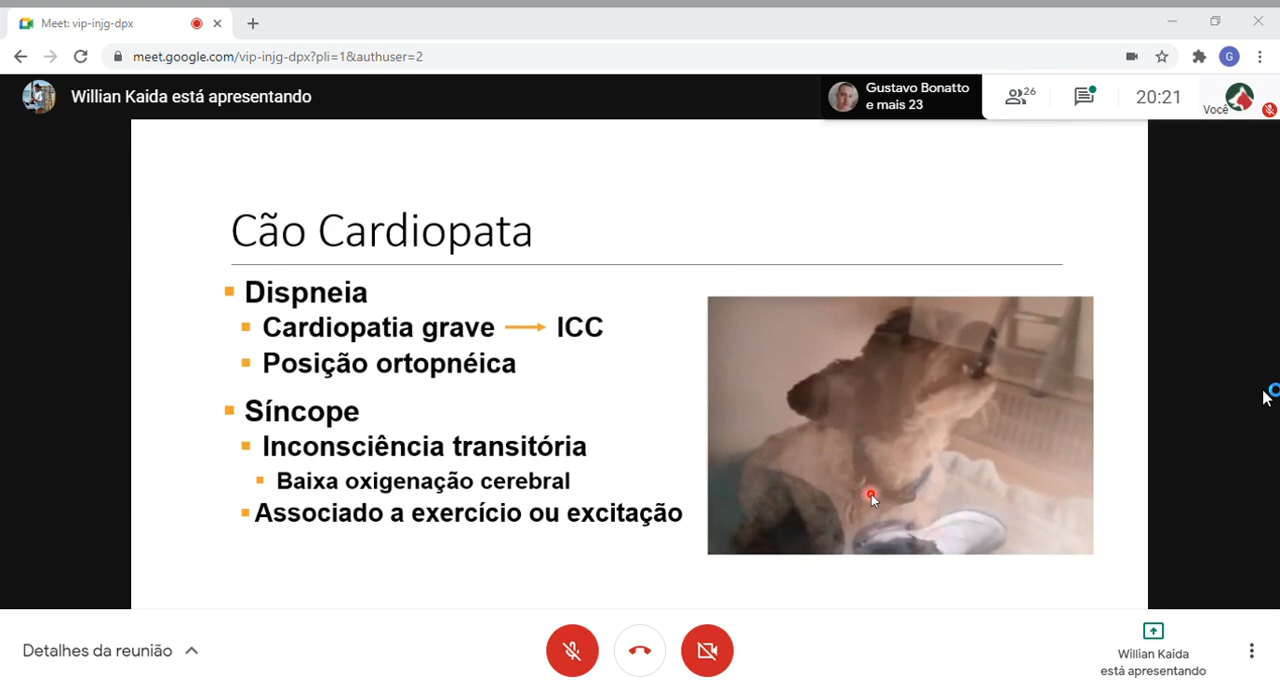 Meet: vip-injg-dpx
meet.google.com/vip-injg-dpx?pli=1&authuser=2
G
Willian Kaida está apresentando
Gustavo Bonatto
e mais 23
26
20:21
Você
Cão Cardiopata
Dispneia
Cardiopatia grave → ICC
Posição ortopnéica
Síncope
Inconsciência transitória
Baixa oxigenação cerebral
Associado a exercício ou excitação
Detalhes da reunião
Willian Kaida
está apresentando